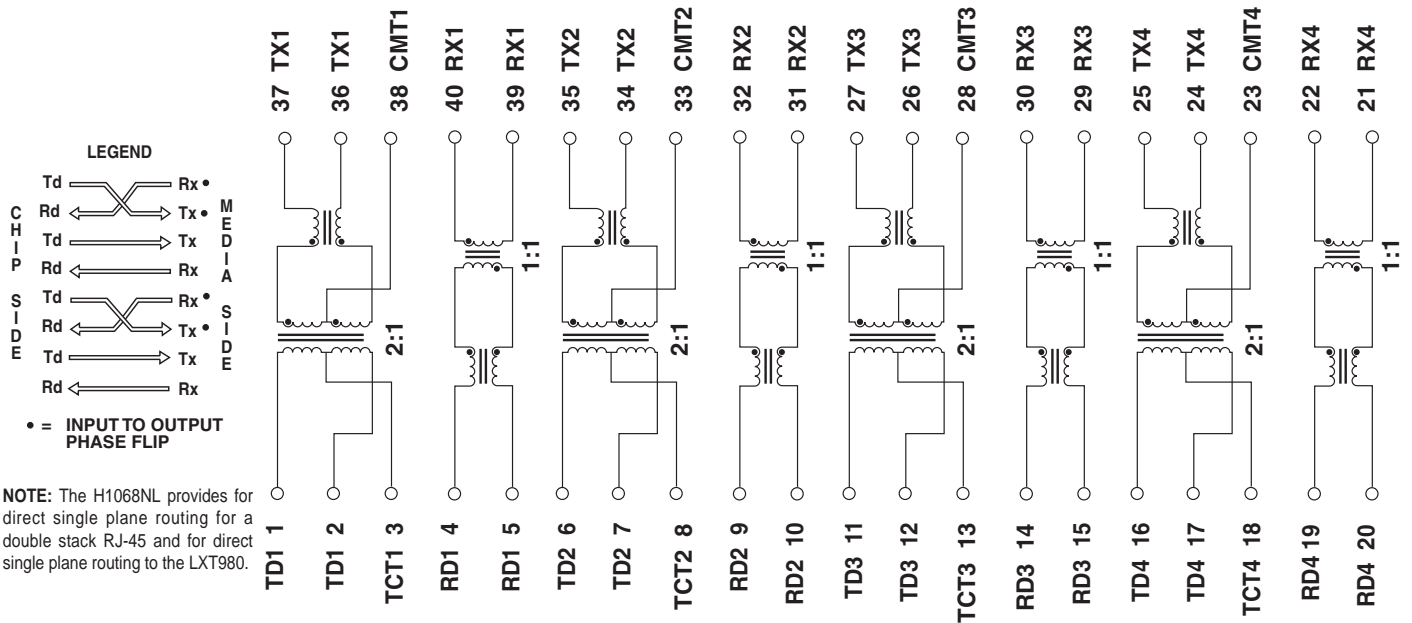 37 TX1
36 TX1
38 CMT1
40 RX1
39 RX1
35 TX2
34 TX2
33 CMT2
32 RX2
31 RX2
27 TX3
26 TX3
28 CMT3
30 RX3
29 RX3
25 TX4
24 TX4
23 CMT4
22 RX4
21 RX4
LEGEND
CHIP SIDE
MEDIA SIDE
Td Rx •
Rd Tx •
Td Tx
Rd Rx
Td Rx •
Rd Tx •
Td Tx
Rd Rx
• = INPUT TO OUTPUT
PHASE FLIP
NOTE: The H1068NL provides for
direct single plane routing for a
double stack RJ-45 and for direct
single plane routing to the LXT980.
2:1
1:1
2:1
1:1
2:1
1:1
2:1
1:1
TD1 1
TD1 2
TCT1 3
RD1 4
RD1 5
TD2 6
TD2 7
TCT2 8
RD2 9
RD2 10
TD3 11
TD3 12
TCT3 13
RD3 14
RD3 15
TD4 16
TD4 17
TCT4 18
RD4 19
RD4 20